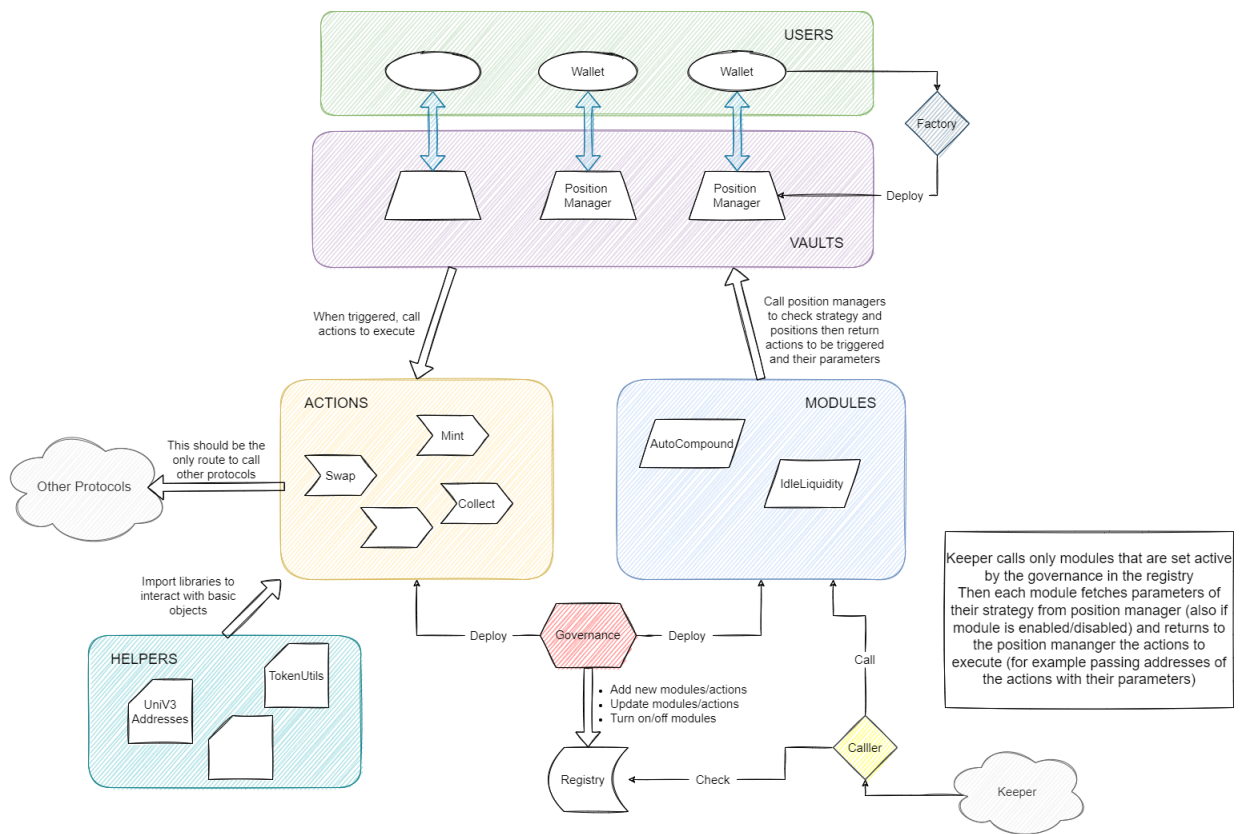 USERS
Wallet
Wallet
Factory
Position
Manager
Position
Manager
Deploy
VAULTS
When triggered, call
actions to execute
Call position managers
to check strategy and
positions then return
actions to be triggered
and their parameters
ACTIONS
Mint
Swap
Collect
MODULES
AutoCompound
IdleLiquidity
This should be the
only route to call
other protocols
Other Protocols
Import libraries to
interact with basic
objects
HELPERS
TokenUtils
UniV3
Addresses
Deploy
Governance
Deploy
Add new modules/actions
Update modules/actions
Turn on/off modules
Registry
Check
Call
Calller
Keeper
Keeper calls only modules that are set active
by the governance in the registry
Then each module fetches parameters of
their strategy from position manager (also if
module is enabled/disabled) and returns to
the position mananger the actions to
execute (for example passing addresses of
the actions with their parameters)